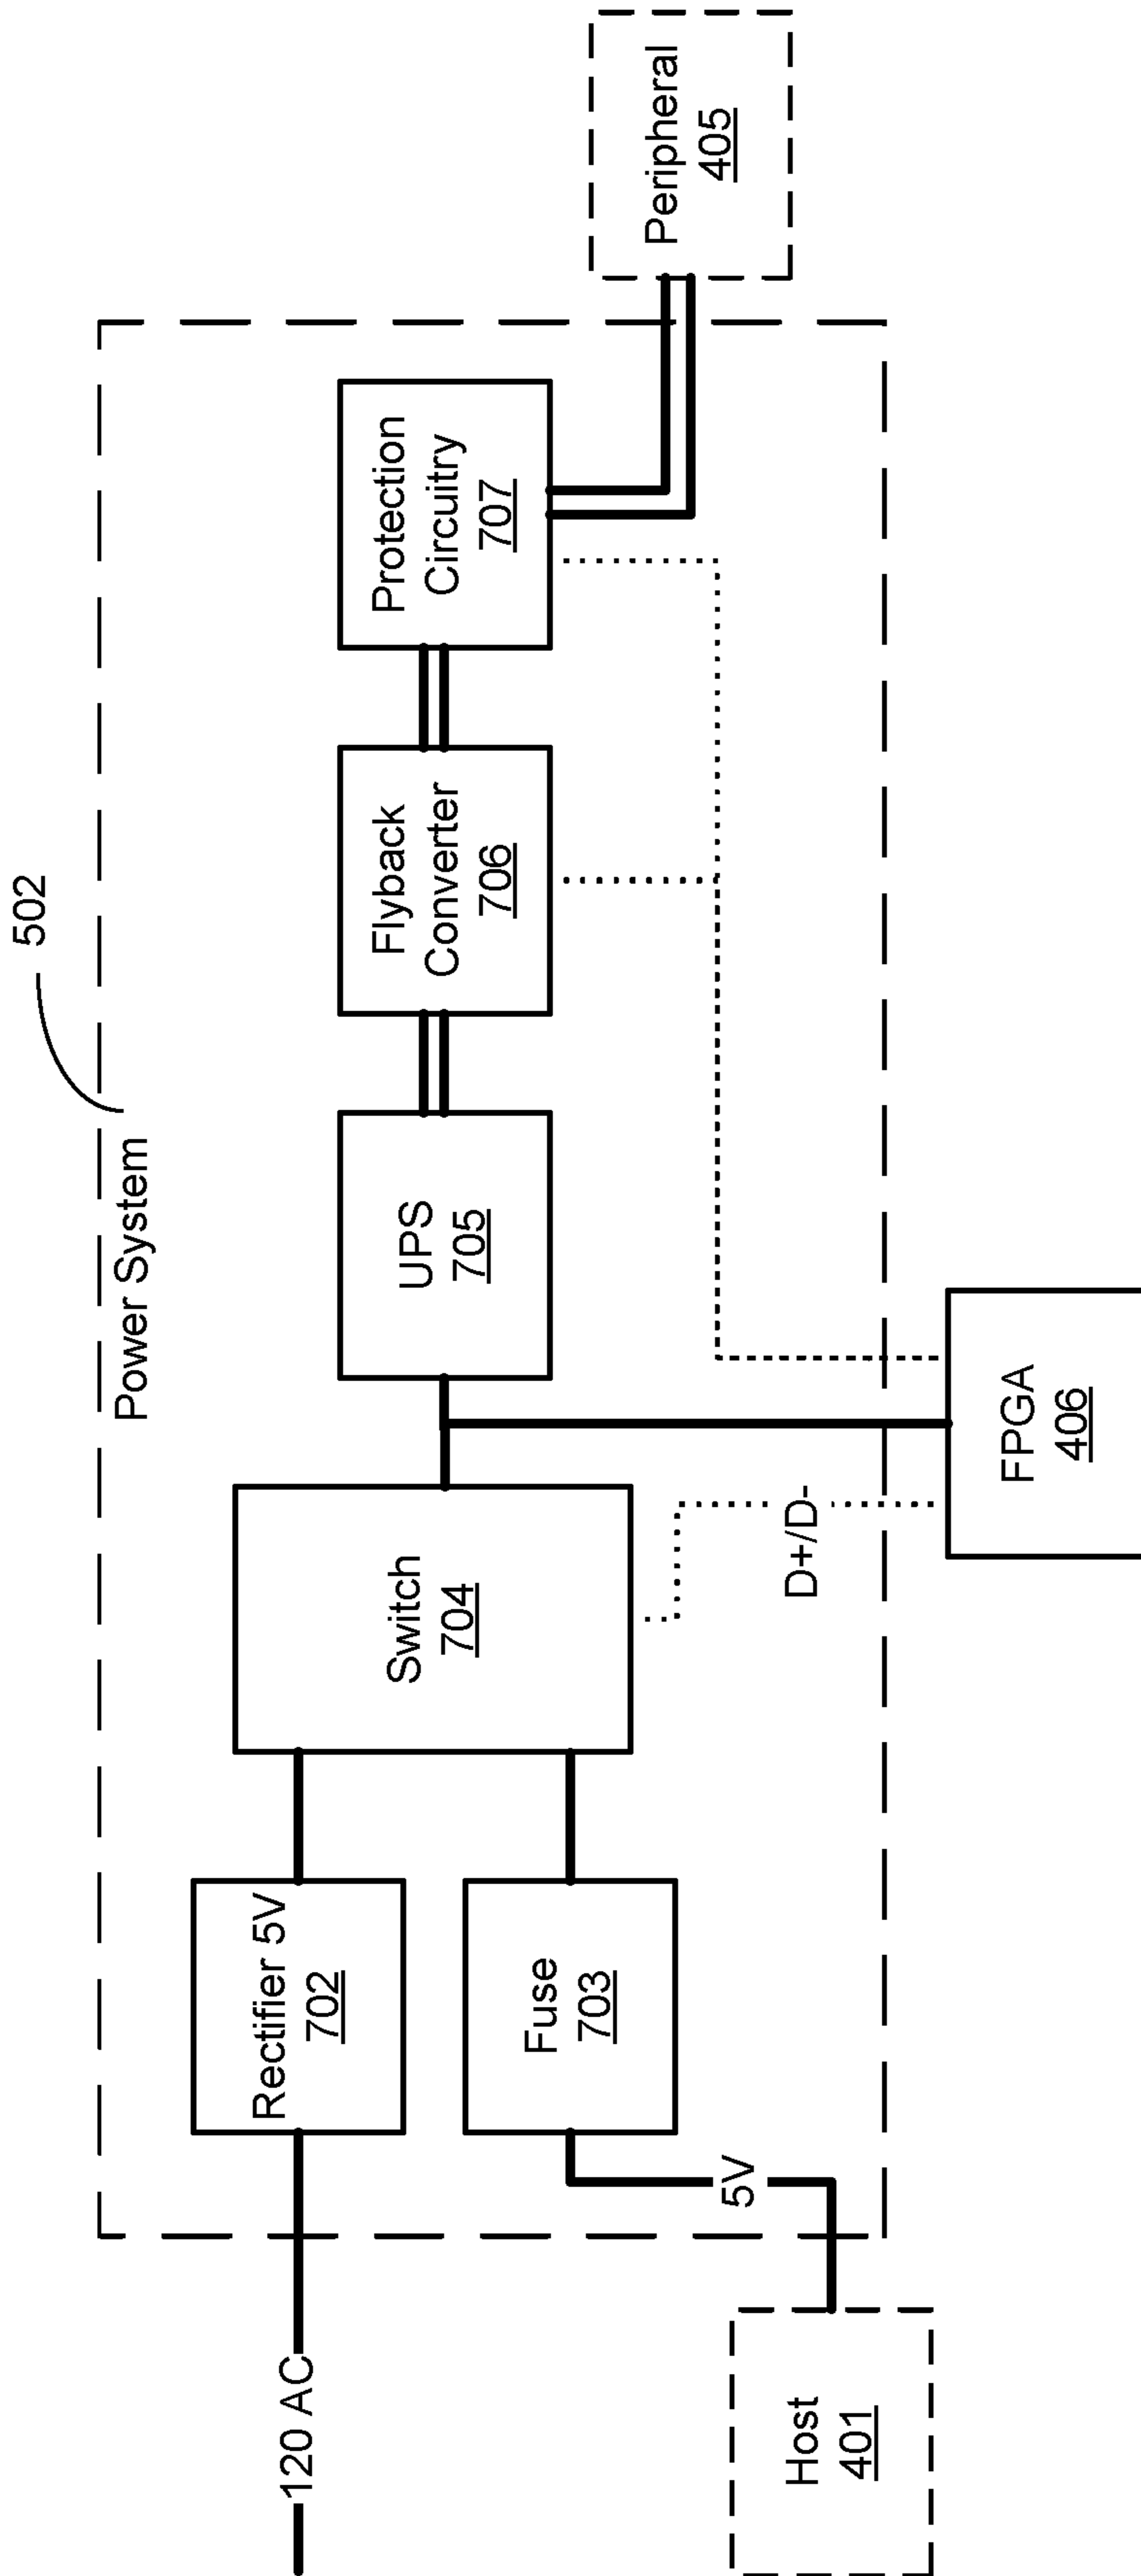 502
Power System
120 AC
Rectifier 5V
702
Fuse
703
5V
Host
401
Switch
704
D+/D-
FPGA
406
UPS
705
Flyback
Converter
706
Protection
Circuitry
707
Peripheral
405